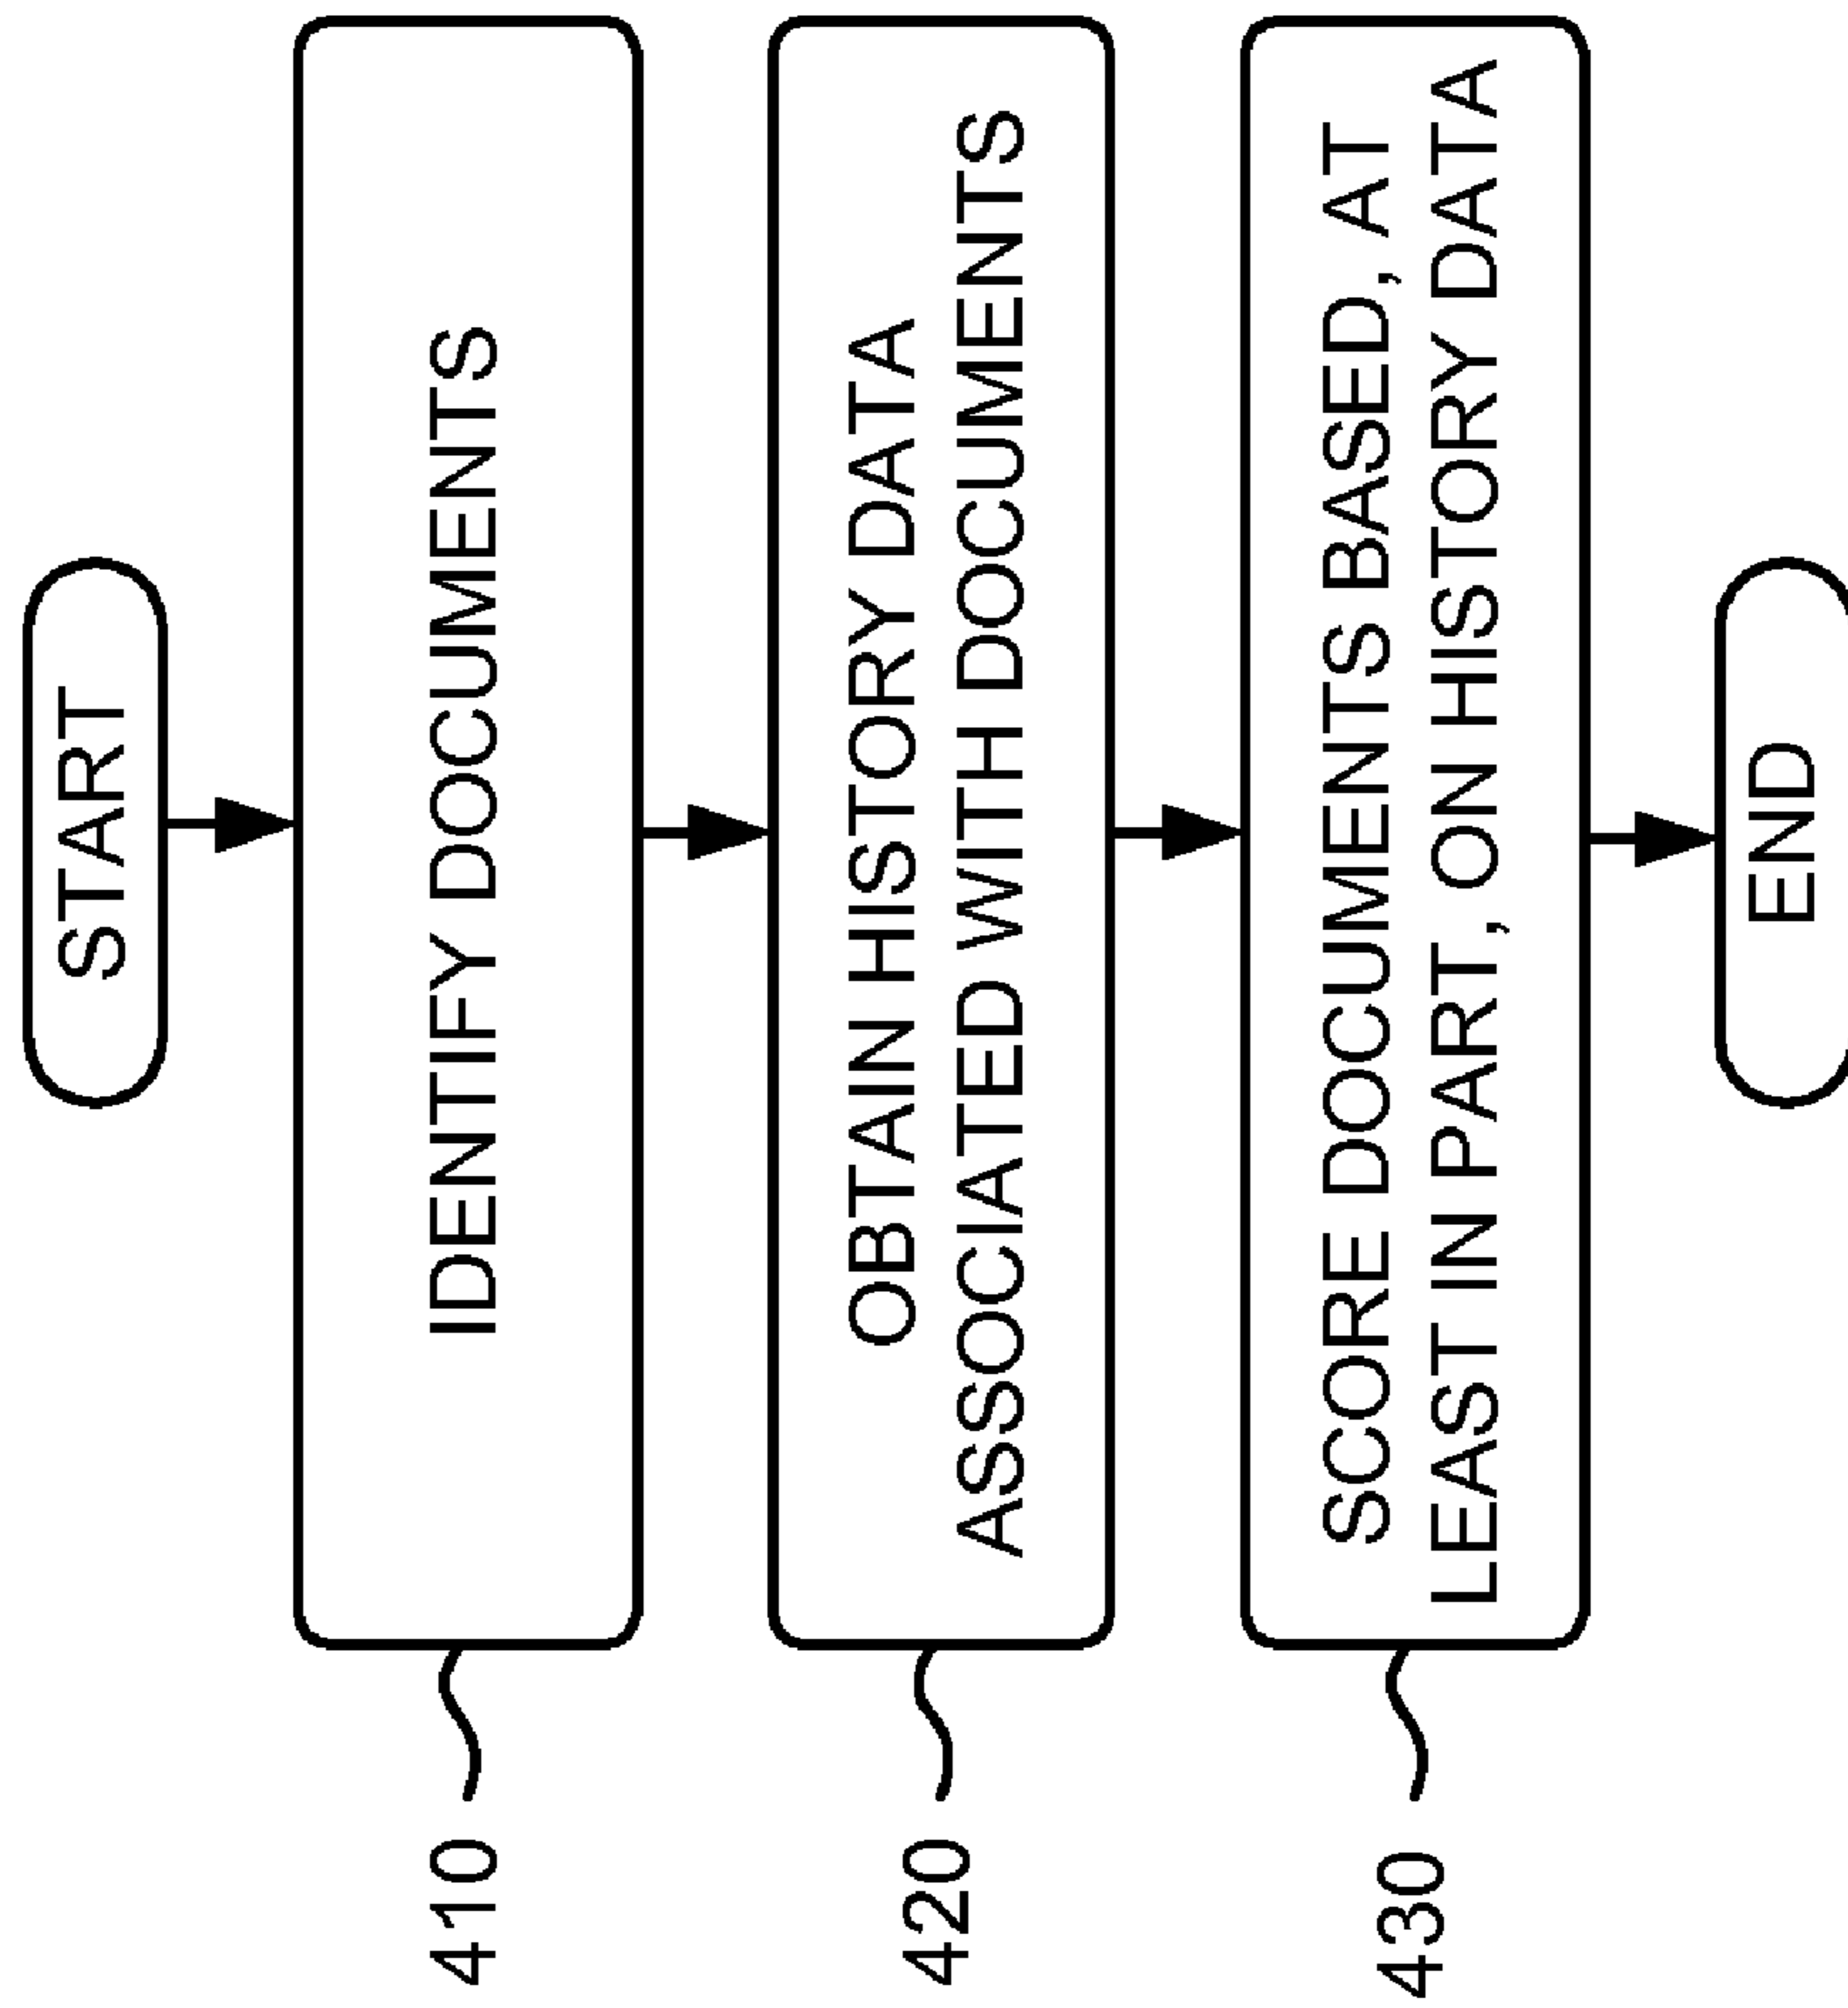 START
410
IDENTIFY DOCUMENTS
420
OBTAIN HISTORY DATA
ASSOCIATED WITH DOCUMENTS
430
SCORE DOCUMENTS BASED, AT
LEAST IN PART, ON HISTORY DATA
END